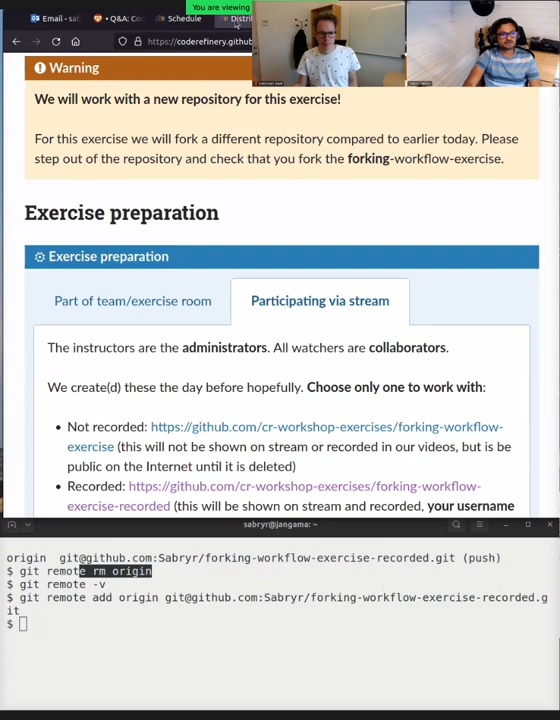 You are viewing
Email - sab
Q&A: Co
Schedule
Distri
https://coderefinery.github
Warning
We will work with a new repository for this exercise!
For this exercise we will fork a different repository compared to earlier today. Please
step out of the repository and check that you fork the forking-workflow-exercise.
Exercise preparation
Exercise preparation
Part of team/exercise room
Participating via stream
The instructors are the administrators. All watchers are collaborators.
We create(d) these the day before hopefully. Choose only one to work with:
Not recorded: https://github.com/cr-workshop-exercises/forking-workflow-
exercise (this will not be shown on stream or recorded in our videos, but is be
public on the Internet until it is deleted)
Recorded: https://github.com/cr-workshop-exercises/forking-workflow-
exercise-recorded (this will be shown on stream and recorded, your username
sabryr@jangama: ~
origin git@github.com:Sabryr/forking-workflow-exercise-recorded.git (push)
$ git remote rm origin
$ git remote -v
$ git remote add origin git@github.com:Sabryr/forking-workflow-exercise-recorded.g
it
$